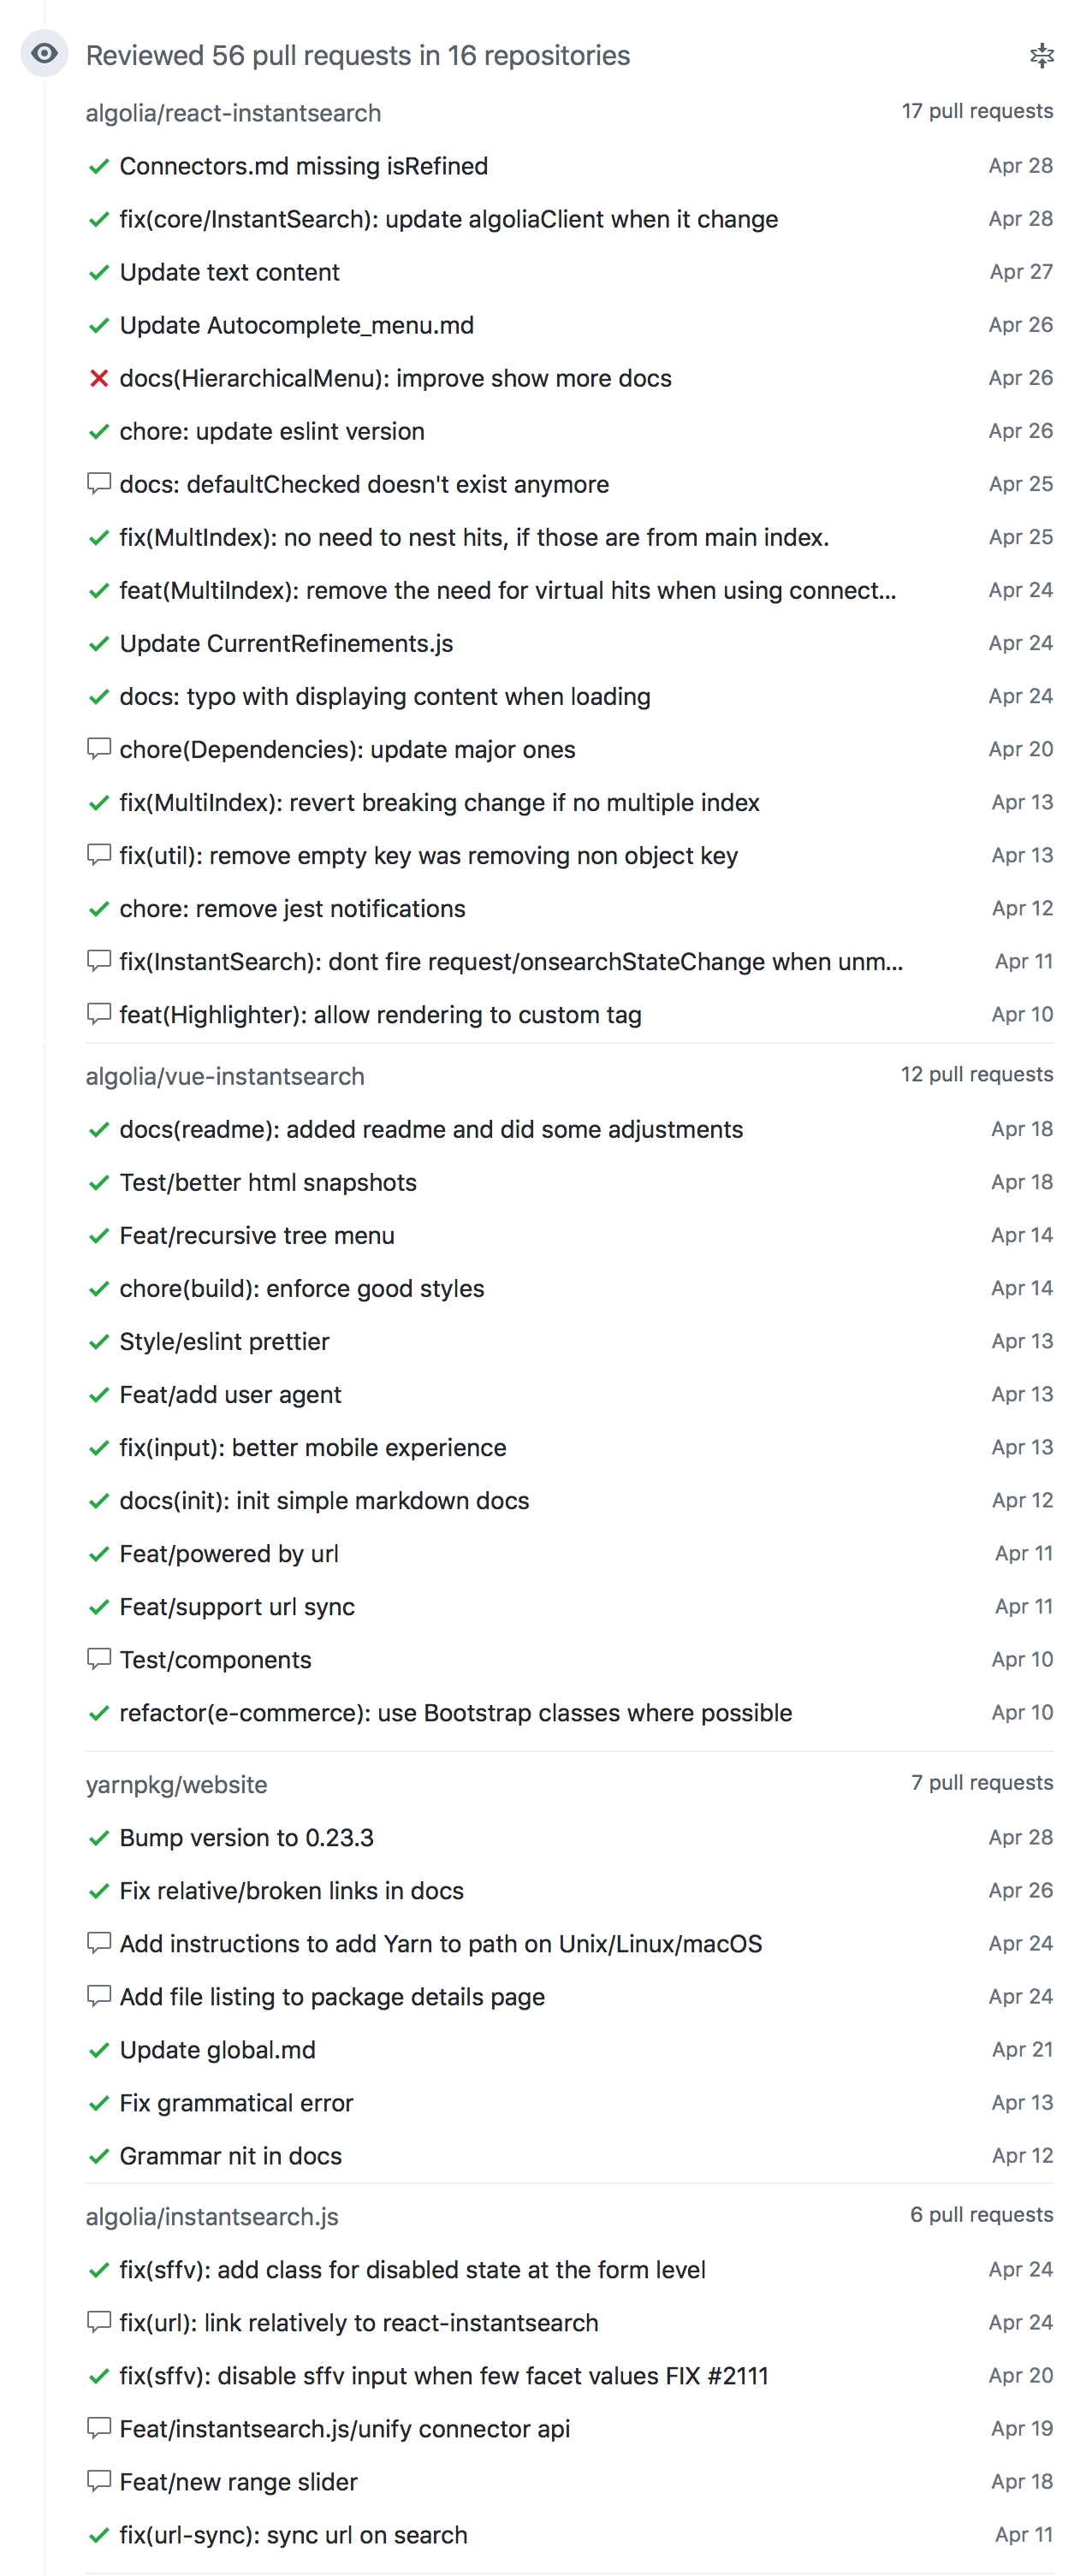 Reviewed 56 pull requests in 16 repositories
algolia/react-instantsearch 17 pull requests
Connectors.md missing isRefined Apr 28
fix(core/InstantSearch): update algoliaClient when it change Apr 28
Update text content Apr 27
Update Autocomplete_menu.md Apr 26
docs(HierarchicalMenu): improve show more docs Apr 26
chore: update eslint version Apr 26
docs: defaultChecked doesn't exist anymore Apr 25
fix(MultIndex): no need to nest hits, if those are from main index. Apr 25
feat(MultiIndex): remove the need for virtual hits when using connect... Apr 24
Update CurrentRefinements.js Apr 24
docs: typo with displaying content when loading Apr 24
chore(Dependencies): update major ones Apr 20
fix(MultiIndex): revert breaking change if no multiple index Apr 13
fix(util): remove empty key was removing non object key Apr 13
chore: remove jest notifications Apr 12
fix(InstantSearch): dont fire request/onsearchStateChange when unm... Apr 11
feat(Highlighter): allow rendering to custom tag Apr 10
algolia/vue-instantsearch 12 pull requests
docs(readme): added readme and did some adjustments Apr 18
Test/better html snapshots Apr 18
Feat/recursive tree menu Apr 14
chore(build): enforce good styles Apr 14
Style/eslint prettier Apr 13
Feat/add user agent Apr 13
fix(input): better mobile experience Apr 13
docs(init): init simple markdown docs Apr 12
Feat/powered by url Apr 11
Feat/support url sync Apr 11
Test/components Apr 10
refactor(e-commerce): use Bootstrap classes where possible Apr 10
yarnpkg/website 7 pull requests
Bump version to 0.23.3 Apr 28
Fix relative/broken links in docs Apr 26
Add instructions to add Yarn to path on Unix/Linux/macOS Apr 24
Add file listing to package details page Apr 24
Update global.md Apr 21
Fix grammatical error Apr 13
Grammar nit in docs Apr 12
algolia/instantsearch.js 6 pull requests
fix(sffv): add class for disabled state at the form level Apr 24
fix(url): link relatively to react-instantsearch Apr 24
fix(sffv): disable sffv input when few facet values FIX #2111 Apr 20
Feat/instantsearch.js/unify connector api Apr 19
Feat/new range slider Apr 18
fix(url-sync): sync url on search Apr 11